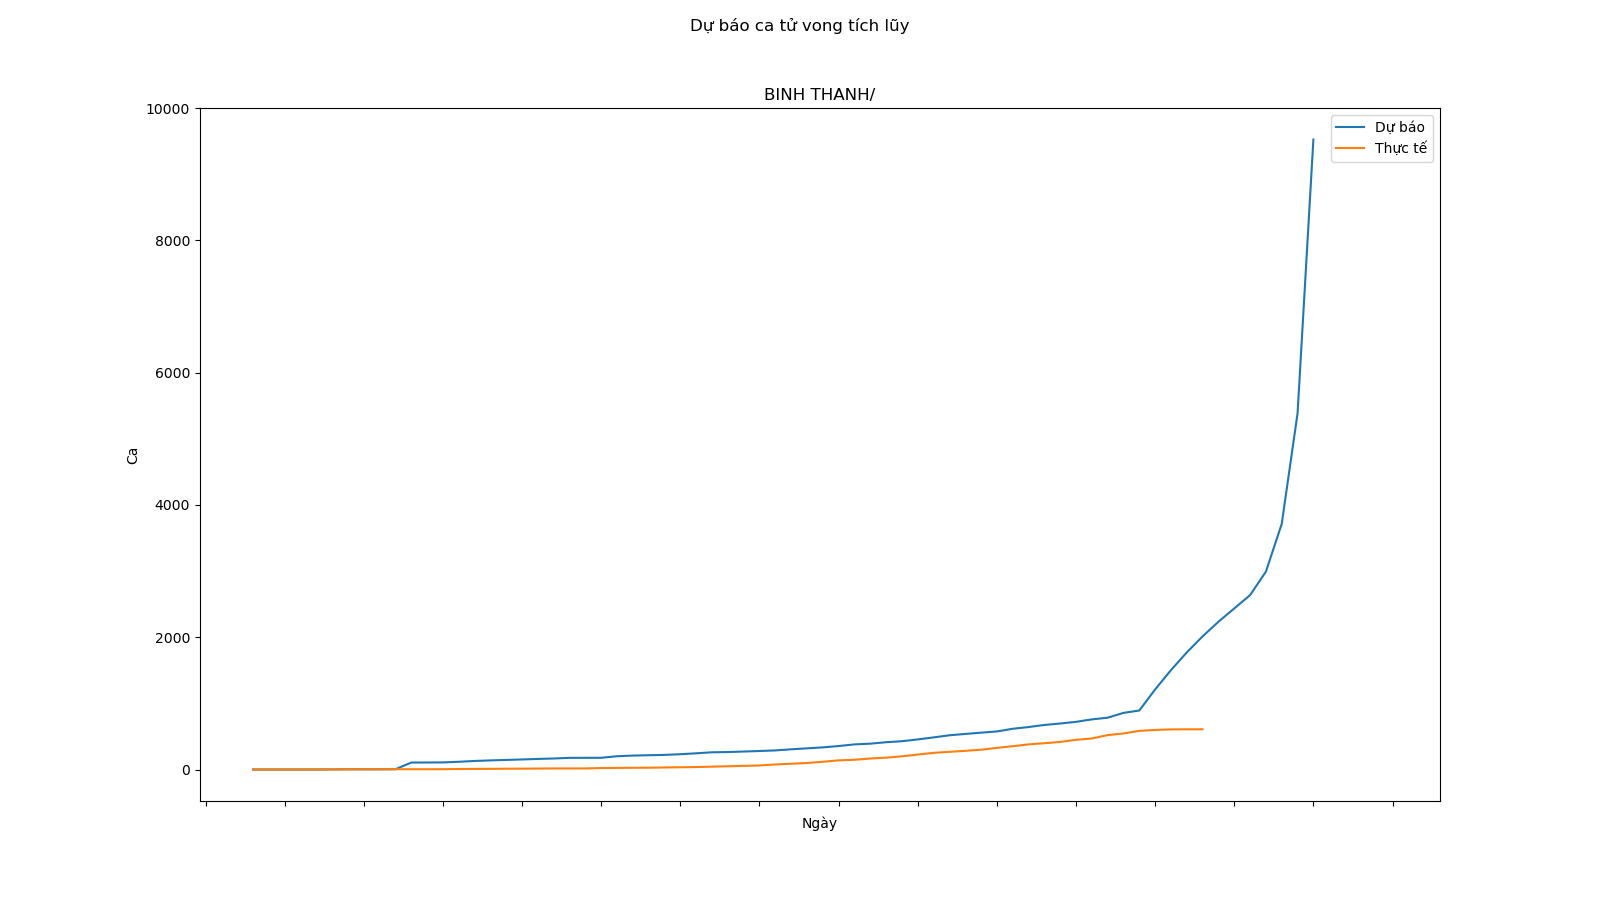 Dự báo ca tử vong tích lũy
BINH THANH/
10000
8000
6000
4000
2000
0
Ca
Ngày
Dự báo
Thực tế